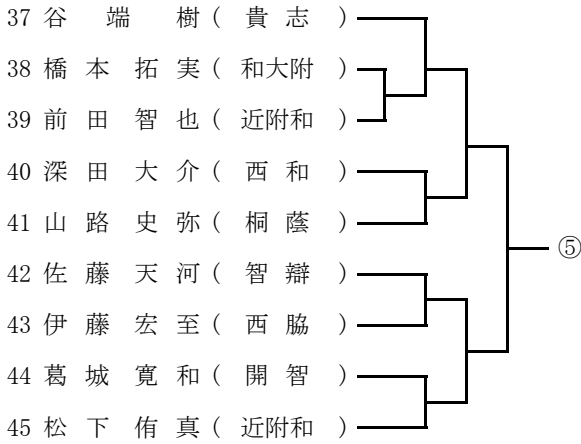 37 谷 端 樹 ( 貴 志 )
38 橋 本 拓 実 ( 和大附 )
39 前 田 智 也 ( 近附和 )
40 深 田 大 介 ( 西 和 )
41 山 路 史 弥 ( 桐 蔭 )
42 佐 藤 天 河 ( 智 辯 )
43 伊 藤 宏 至 ( 西 脇 )
44 葛 城 寛 和 ( 開 智 )
45 松 下 侑 真 ( 近附和 )
⑤